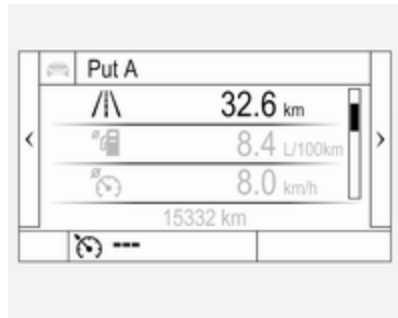 Put A
32.6 km
ø 8.4 L/100km
ø 8.0 km/h
15332 km
---